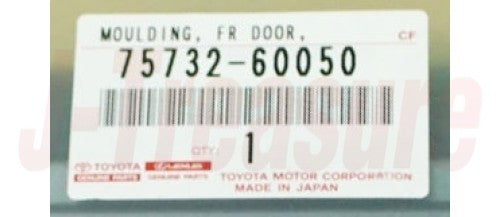 MOULDING, FR DOOR,
CF
75732-60050
QTY. 1
TOYOTA LEXUS
GENUINE PARTS GENUINE PARTS
TOYOTA MOTOR CORPORATION
MADE IN JAPAN
J-Treasure